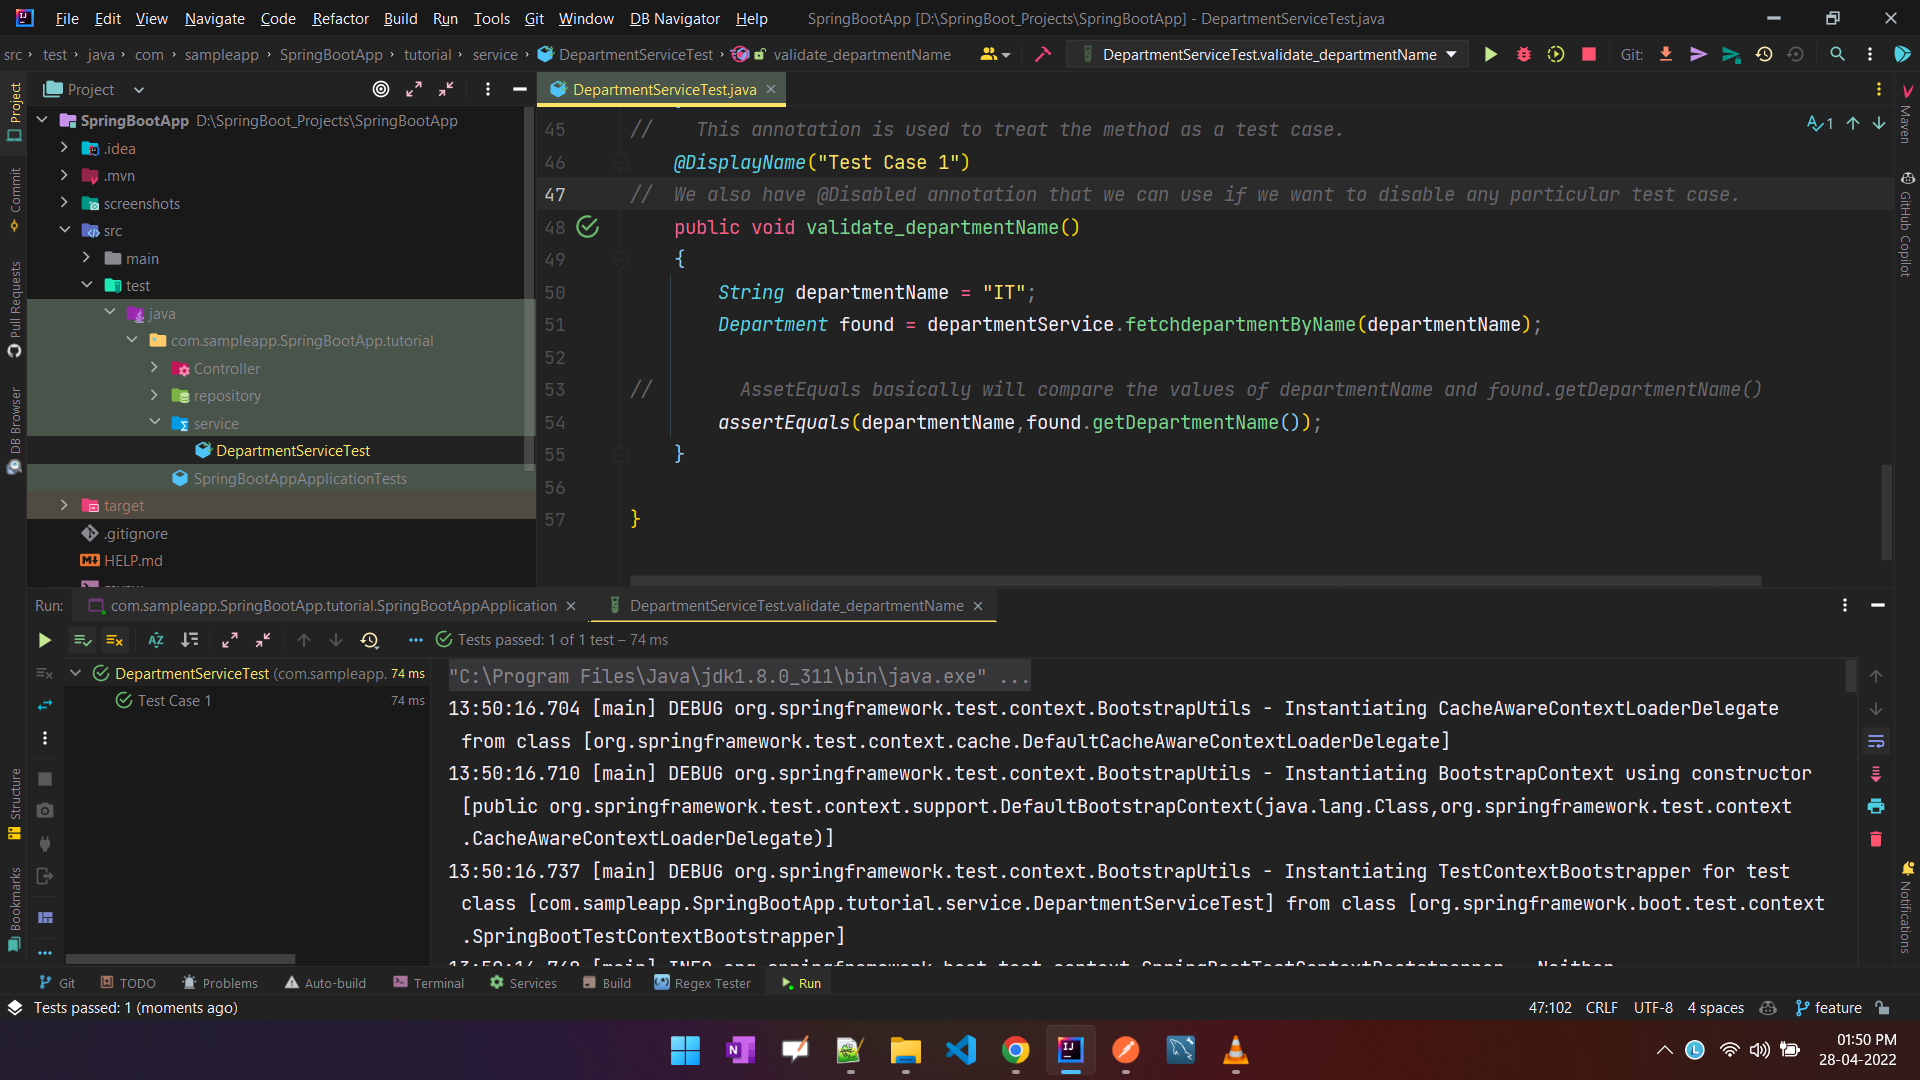 File Edit View Navigate Code Refactor Build Run Tools Git Window DB Navigator Help SpringBootApp [D:\SpringBoot_Projects\SpringBootApp] - DepartmentServiceTest.java
src test java com sampleapp SpringBootApp tutorial service DepartmentServiceTest validate_departmentName DepartmentServiceTest.validate_departmentName Git:
Project
DepartmentServiceTest.java
SpringBootApp D:\SpringBoot_Projects\SpringBootApp
.idea
.mvn
screenshots
src
main
test
java
com.sampleapp.SpringBootApp.tutorial
Controller
repository
service
DepartmentServiceTest
SpringBootAppApplicationTests
target
.gitignore
HELP.md
45 // This annotation is used to treat the method as a test case.
46 @DisplayName("Test Case 1")
47 // We also have @Disabled annotation that we can use if we want to disable any particular test case.
48 public void validate_departmentName()
49 {
50 String departmentName = "IT";
51 Department found = departmentService.fetchdepartmentByName(departmentName);
52
53 // AssetEquals basically will compare the values of departmentName and found.getDepartmentName()
54 assertEquals(departmentName,found.getDepartmentName());
55 }
56
57 }
1
Project
Commit
Pull Requests
DB Browser
Structure
Bookmarks
Maven
GitHub Copilot
Notifications
Run: com.sampleapp.SpringBootApp.tutorial.SpringBootAppApplication DepartmentServiceTest.validate_departmentName
Tests passed: 1 of 1 test – 74 ms
DepartmentServiceTest (com.sampleapp. 74 ms
Test Case 1 74 ms
"C:\Program Files\Java\jdk1.8.0_311\bin\java.exe" ...
13:50:16.704 [main] DEBUG org.springframework.test.context.BootstrapUtils - Instantiating CacheAwareContextLoaderDelegate
from class [org.springframework.test.context.cache.DefaultCacheAwareContextLoaderDelegate]
13:50:16.710 [main] DEBUG org.springframework.test.context.BootstrapUtils - Instantiating BootstrapContext using constructor
[public org.springframework.test.context.support.DefaultBootstrapContext(java.lang.Class,org.springframework.test.context
.CacheAwareContextLoaderDelegate)]
13:50:16.737 [main] DEBUG org.springframework.test.context.BootstrapUtils - Instantiating TestContextBootstrapper for test
class [com.sampleapp.SpringBootApp.tutorial.service.DepartmentServiceTest] from class [org.springframework.boot.test.context
.SpringBootTestContextBootstrapper]
Git TODO Problems Auto-build Terminal Services Build Regex Tester Run
Tests passed: 1 (moments ago) 47:102 CRLF UTF-8 4 spaces feature
01:50 PM
28-04-2022